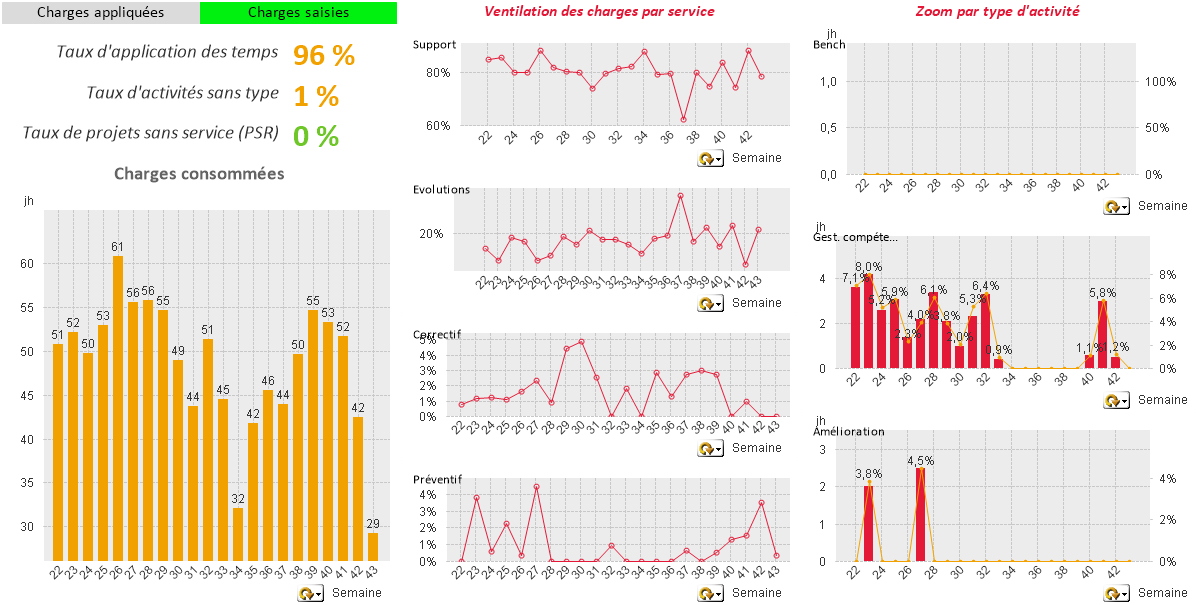 Charges appliquées
Charges saisies
Taux d'application des temps 96 %
Taux d'activités sans type 1 %
Taux de projets sans service (PSR) 0 %
Charges consommées
jh
60
55
50
45
40
35
30
51 52 50 53 61 56 56 55 49 44 51 45 32 42 46 44 50 55 53 52 42 29
22 23 24 25 26 27 28 29 30 31 32 33 34 35 36 37 38 39 40 41 42 43
Semaine
Ventilation des charges par service
Support
80%
60%
22 24 26 28 30 32 34 36 38 40 42
Semaine
Evolutions
20%
22 23 24 25 26 27 28 29 30 31 32 33 34 35 36 37 38 39 40 41 42 43
Semaine
Correctif
5%
4%
3%
2%
1%
0%
22 23 24 25 26 27 28 29 30 31 32 33 34 35 36 37 38 39 40 41 42 43
Semaine
Préventif
4%
3%
2%
1%
0%
22 23 24 25 26 27 28 29 30 31 32 33 34 35 36 37 38 39 40 41 42 43
Semaine
Zoom par type d'activité
jh
Bench
1,0
0,5
0,0
100%
50%
0%
22 24 26 28 30 32 34 36 38 40 42
Semaine
jh
Gest. compéte...
4
2
0
8%
6%
4%
2%
0%
7,1% 8,0% 5,2% 5,9% 2,3% 4,0% 6,1% 3,8% 2,0% 5,3% 6,4% 0,9% 1,1% 5,8% 1,2%
22 24 26 28 30 32 34 36 38 40 42
Semaine
jh
Amélioration
3
2
1
0
4%
2%
0%
3,8% 4,5%
22 24 26 28 30 32 34 36 38 40 42
Semaine